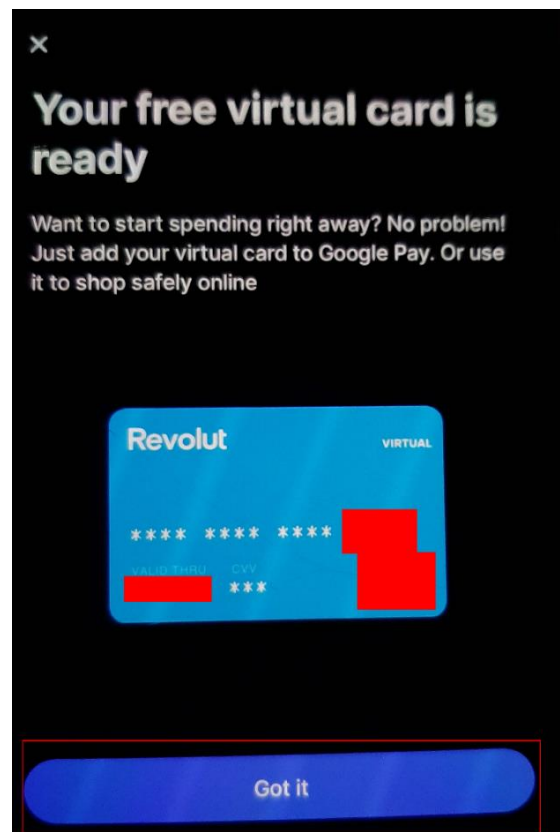 ×
Your free virtual card is
ready
Want to start spending right away? No problem!
Just add your virtual card to Google Pay. Or use
it to shop safely online
Revolut
VIRTUAL
**** **** ****
VALID THRU CVV
***
Got it